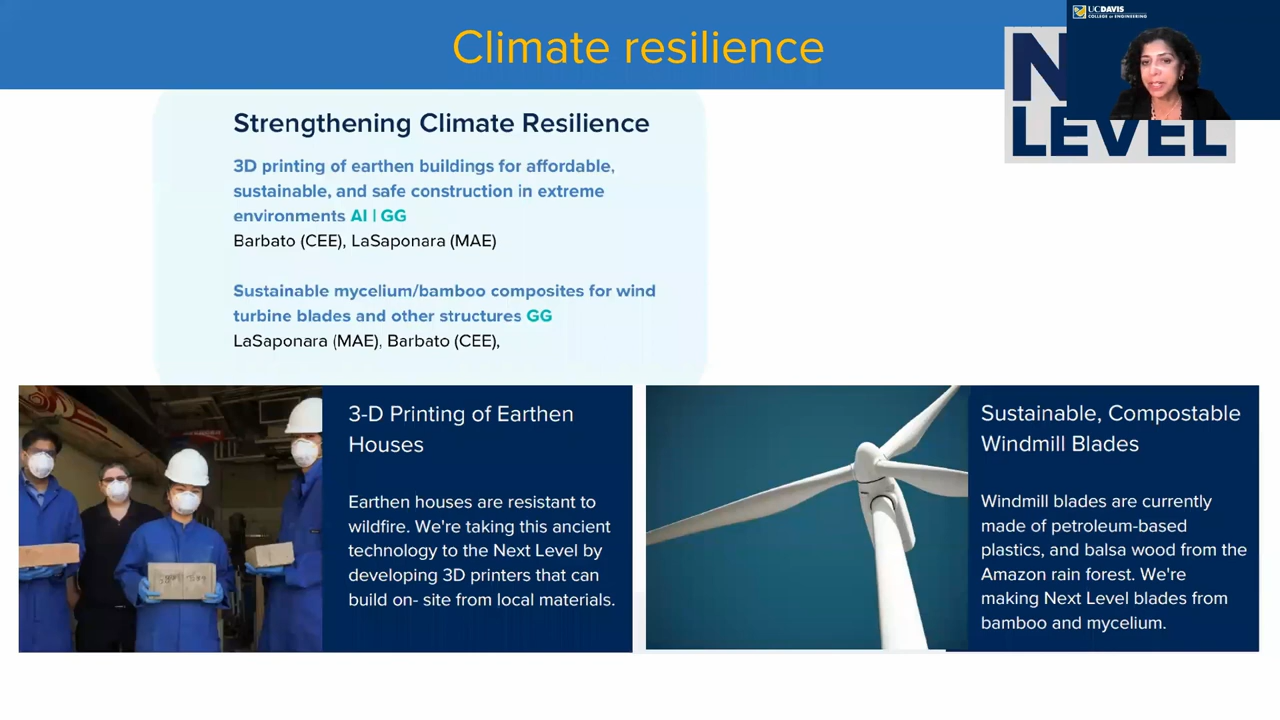 Climate resilience
UCDAVIS
COLLEGE of ENGINEERING
N
LEVEL
Strengthening Climate Resilience
3D printing of earthen buildings for affordable,
sustainable, and safe construction in extreme
environments AI | GG
Barbato (CEE), LaSaponara (MAE)
Sustainable mycelium/bamboo composites for wind
turbine blades and other structures GG
LaSaponara (MAE), Barbato (CEE),
3-D Printing of Earthen
Houses
Earthen houses are resistant to
wildfire. We're taking this ancient
technology to the Next Level by
developing 3D printers that can
build on- site from local materials.
Sustainable, Compostable
Windmill Blades
Windmill blades are currently
made of petroleum-based
plastics, and balsa wood from the
Amazon rain forest. We're
making Next Level blades from
bamboo and mycelium.